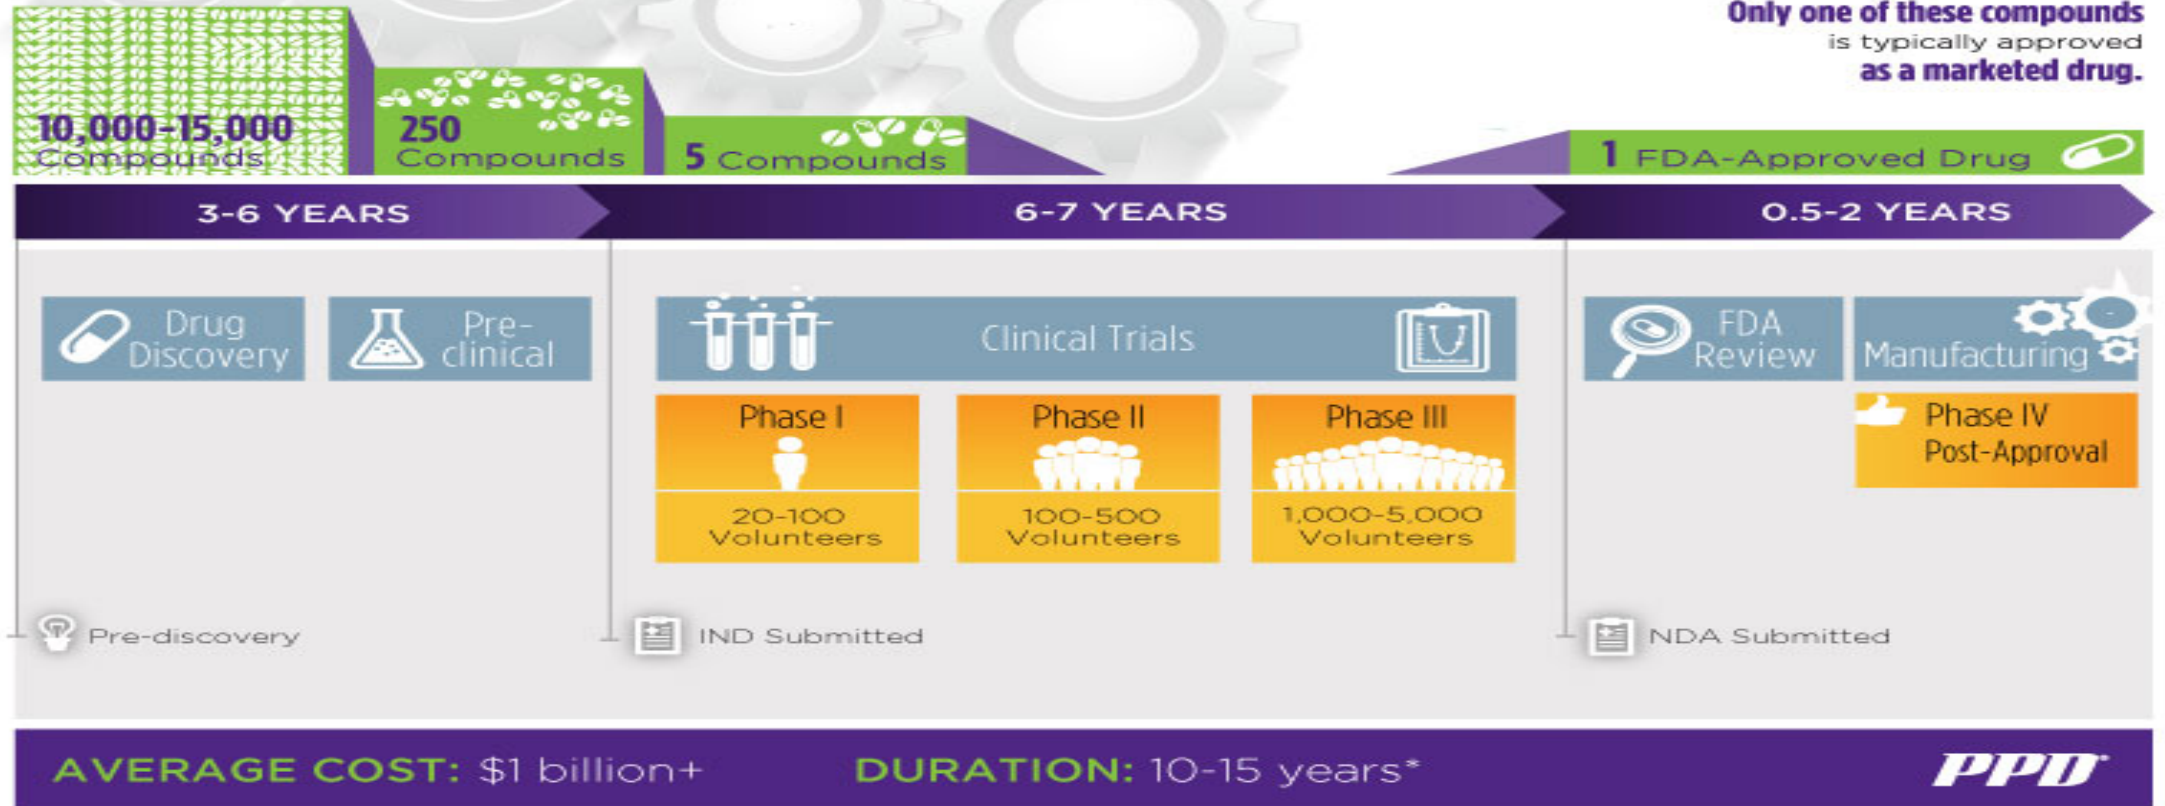 Only one of these compounds
is typically approved
as a marketed drug.
10,000-15,000
Compounds
250
Compounds
5 Compounds
1 FDA-Approved Drug
3-6 YEARS
6-7 YEARS
0.5-2 YEARS
Drug
Discovery
Pre-
clinical
Clinical Trials
FDA
Review
Manufacturing
Phase I
Phase II
Phase III
Phase IV
Post-Approval
20-100
Volunteers
100-500
Volunteers
1,000-5,000
Volunteers
Pre-discovery
IND Submitted
NDA Submitted
AVERAGE COST: $1 billion+
DURATION: 10-15 years*
PPD